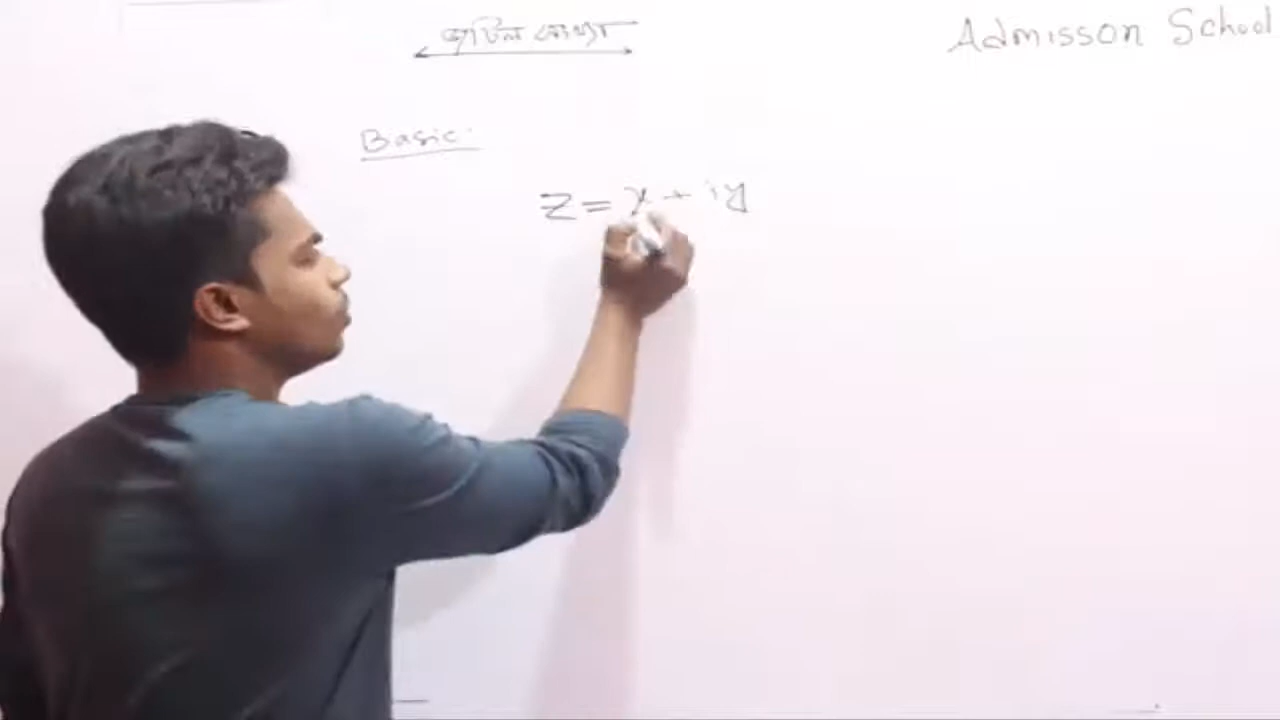 জটিল সংখ্যা
Admisson School
Basic:
Z = x + iy